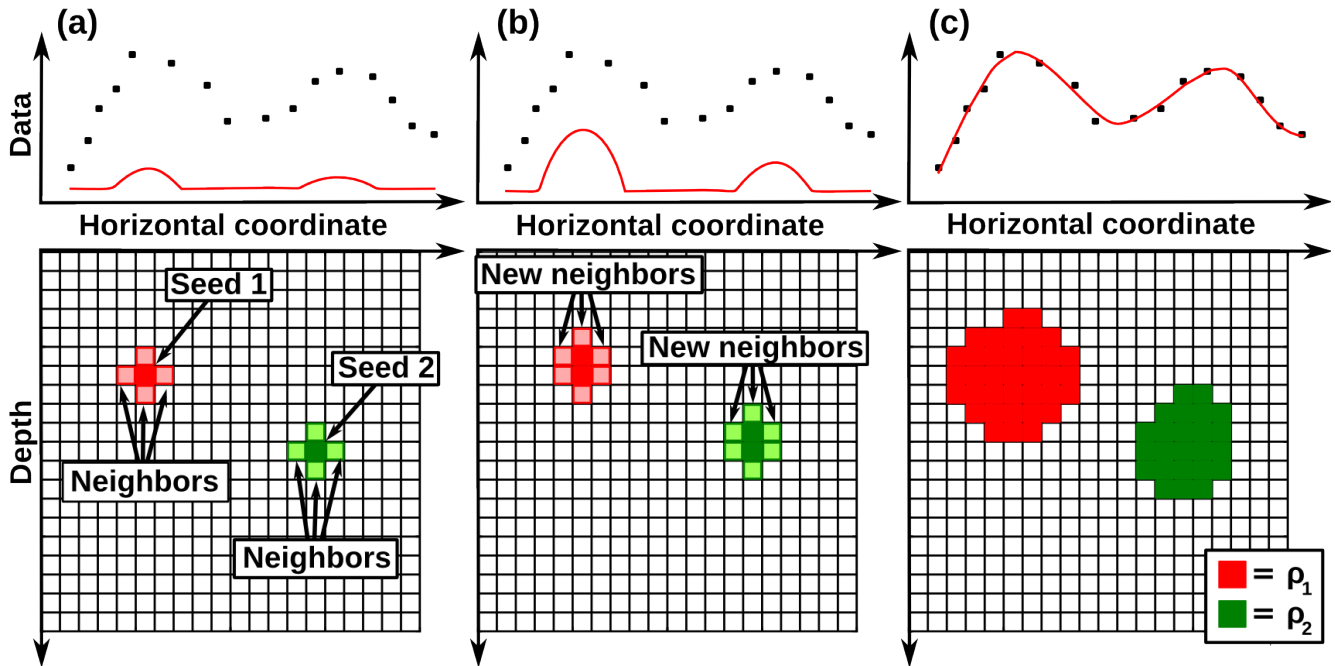 (a)
(b)
(c)
Data
Horizontal coordinate
Horizontal coordinate
Horizontal coordinate
Depth
Seed 1
Seed 2
Neighbors
Neighbors
New neighbors
New neighbors
= ρ1
= ρ2